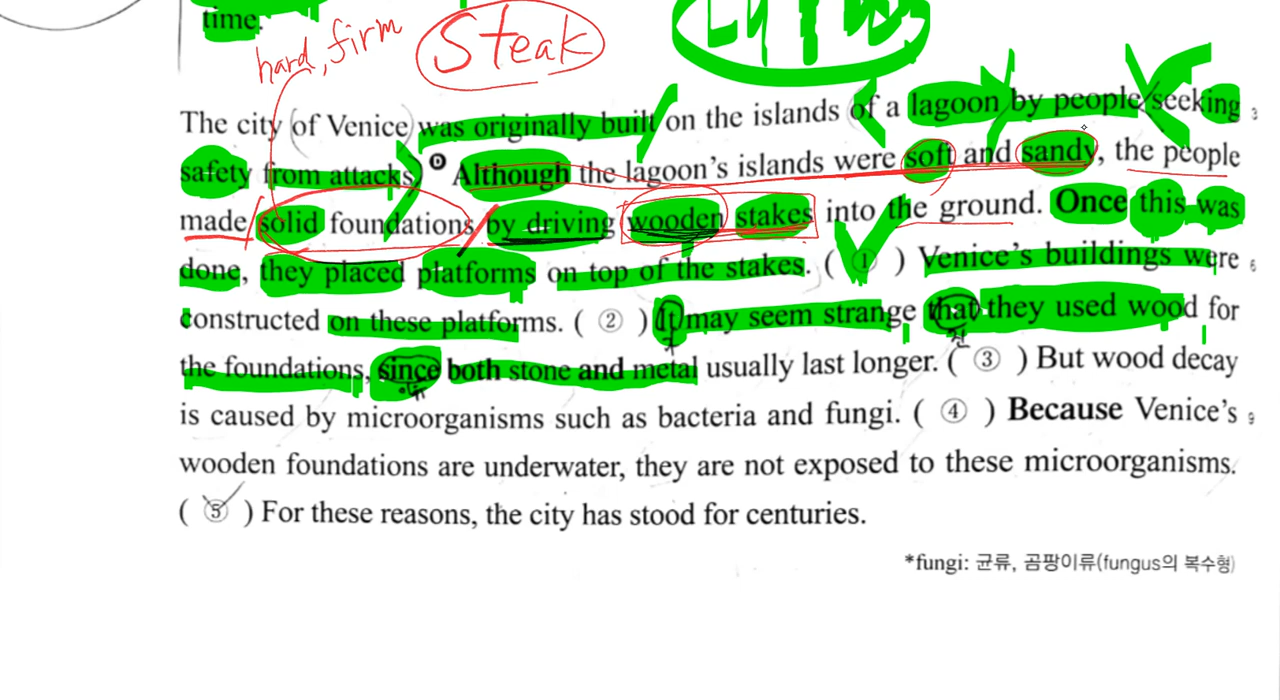 time.
hard, firm
Steak
The city of Venice was originally built on the islands of a lagoon by people seeking 3
safety from attacks. ❶ Although the lagoon's islands were soft and sandy, the people
made solid foundations by driving wooden stakes into the ground. Once this was
done, they placed platforms on top of the stakes. ( ① ) Venice's buildings were 6
constructed on these platforms. ( ② ) It may seem strange that they used wood for
the foundations, since both stone and metal usually last longer. ( ③ ) But wood decay
is caused by microorganisms such as bacteria and fungi. ( ④ ) Because Venice's 9
wooden foundations are underwater, they are not exposed to these microorganisms.
( ⑤ ) For these reasons, the city has stood for centuries.
*fungi: 균류, 곰팡이류(fungus의 복수형)